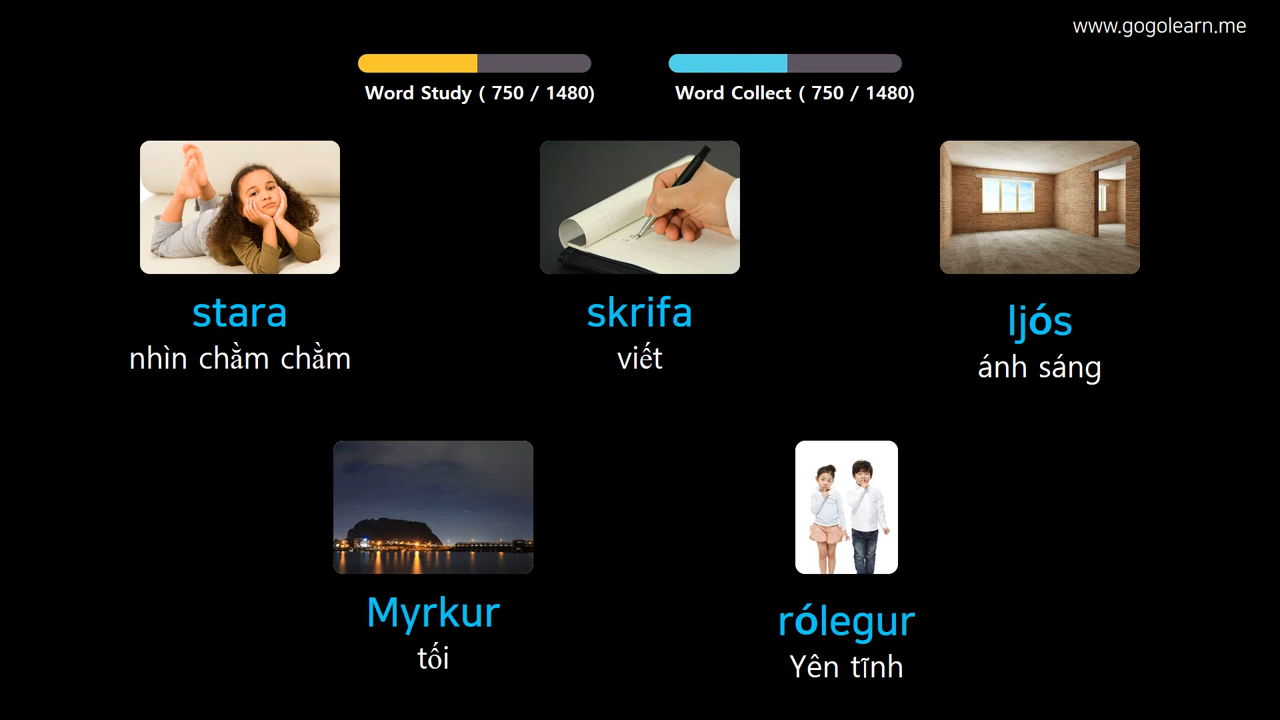 www.gogolearn.me
Word Study ( 750 / 1480)
Word Collect ( 750 / 1480)
stara
nhìn chằm chằm
skrifa
viết
ljós
ánh sáng
Myrkur
tối
rólegur
Yên tĩnh